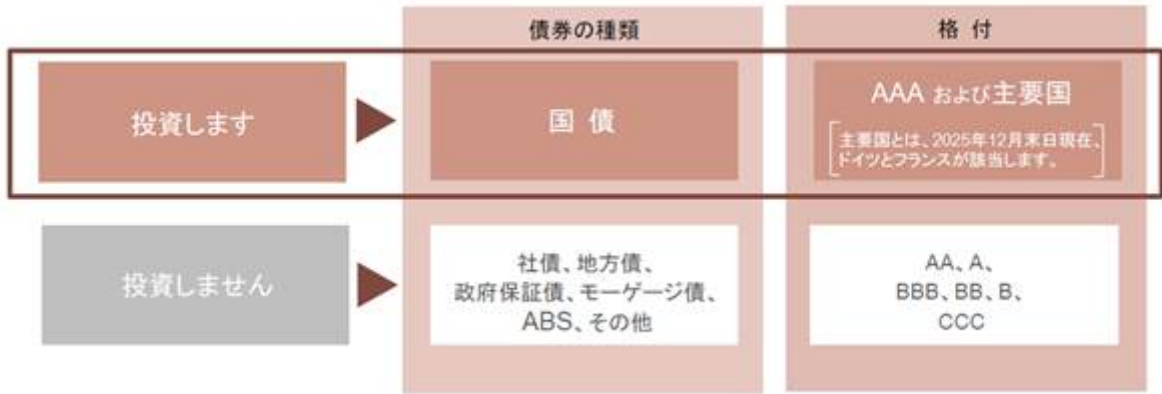 債券の種類
格 付
投資します
国 債
AAA および主要国
主要国とは、2025年12月末日現在、
ドイツとフランスが該当します。
投資しません
社債、地方債、
政府保証債、モーゲージ債、
ABS、その他
AA、A、
BBB、BB、B、
CCC